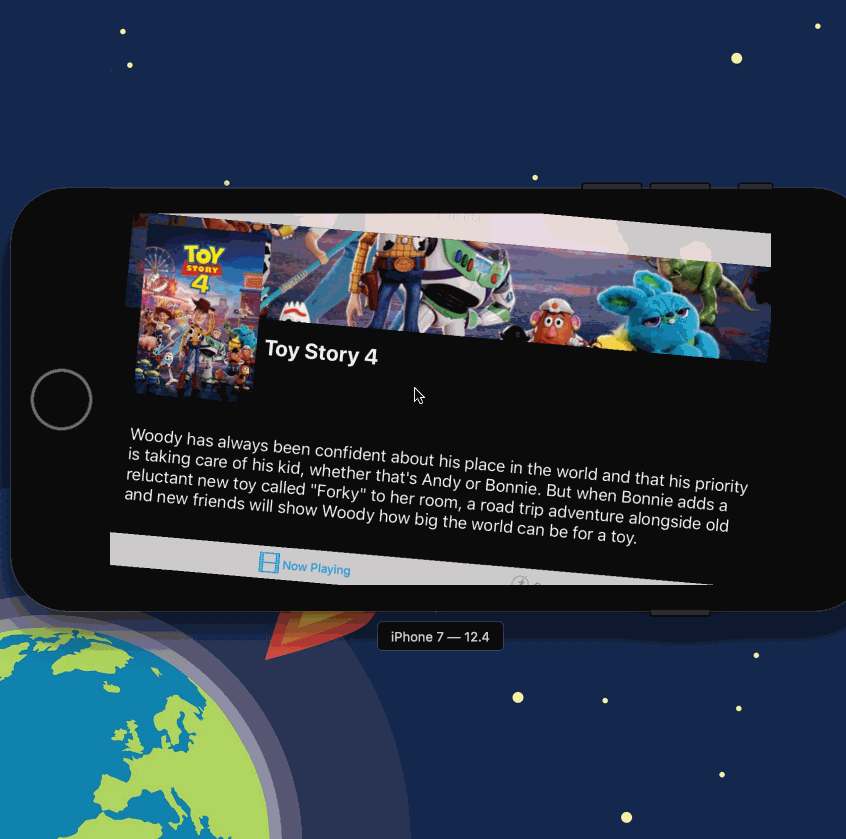 TOY
STORY
4
Toy Story 4
Woody has always been confident about his place in the world and that his priority
is taking care of his kid, whether that's Andy or Bonnie. But when Bonnie adds a
reluctant new toy called "Forky" to her room, a road trip adventure alongside old
and new friends will show Woody how big the world can be for a toy.
Now Playing
iPhone 7 — 12.4